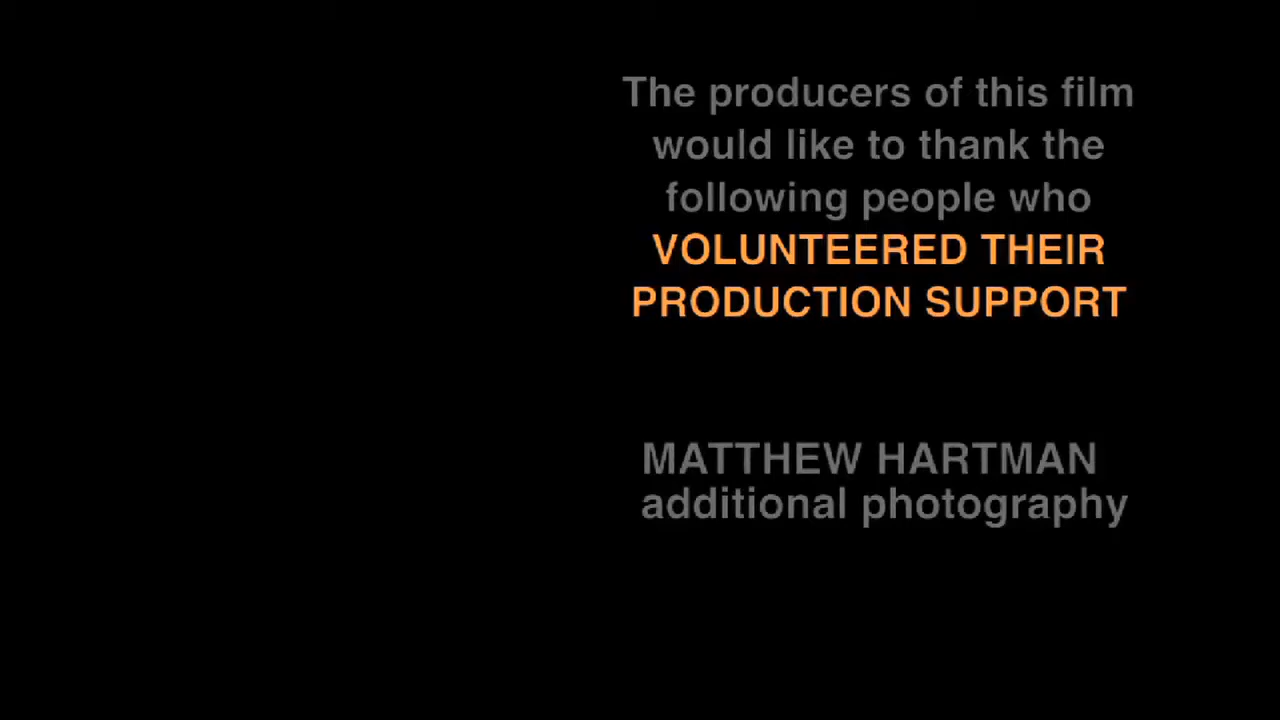 The producers of this film
would like to thank the
following people who
VOLUNTEERED THEIR
PRODUCTION SUPPORT
MATTHEW HARTMAN
additional photography